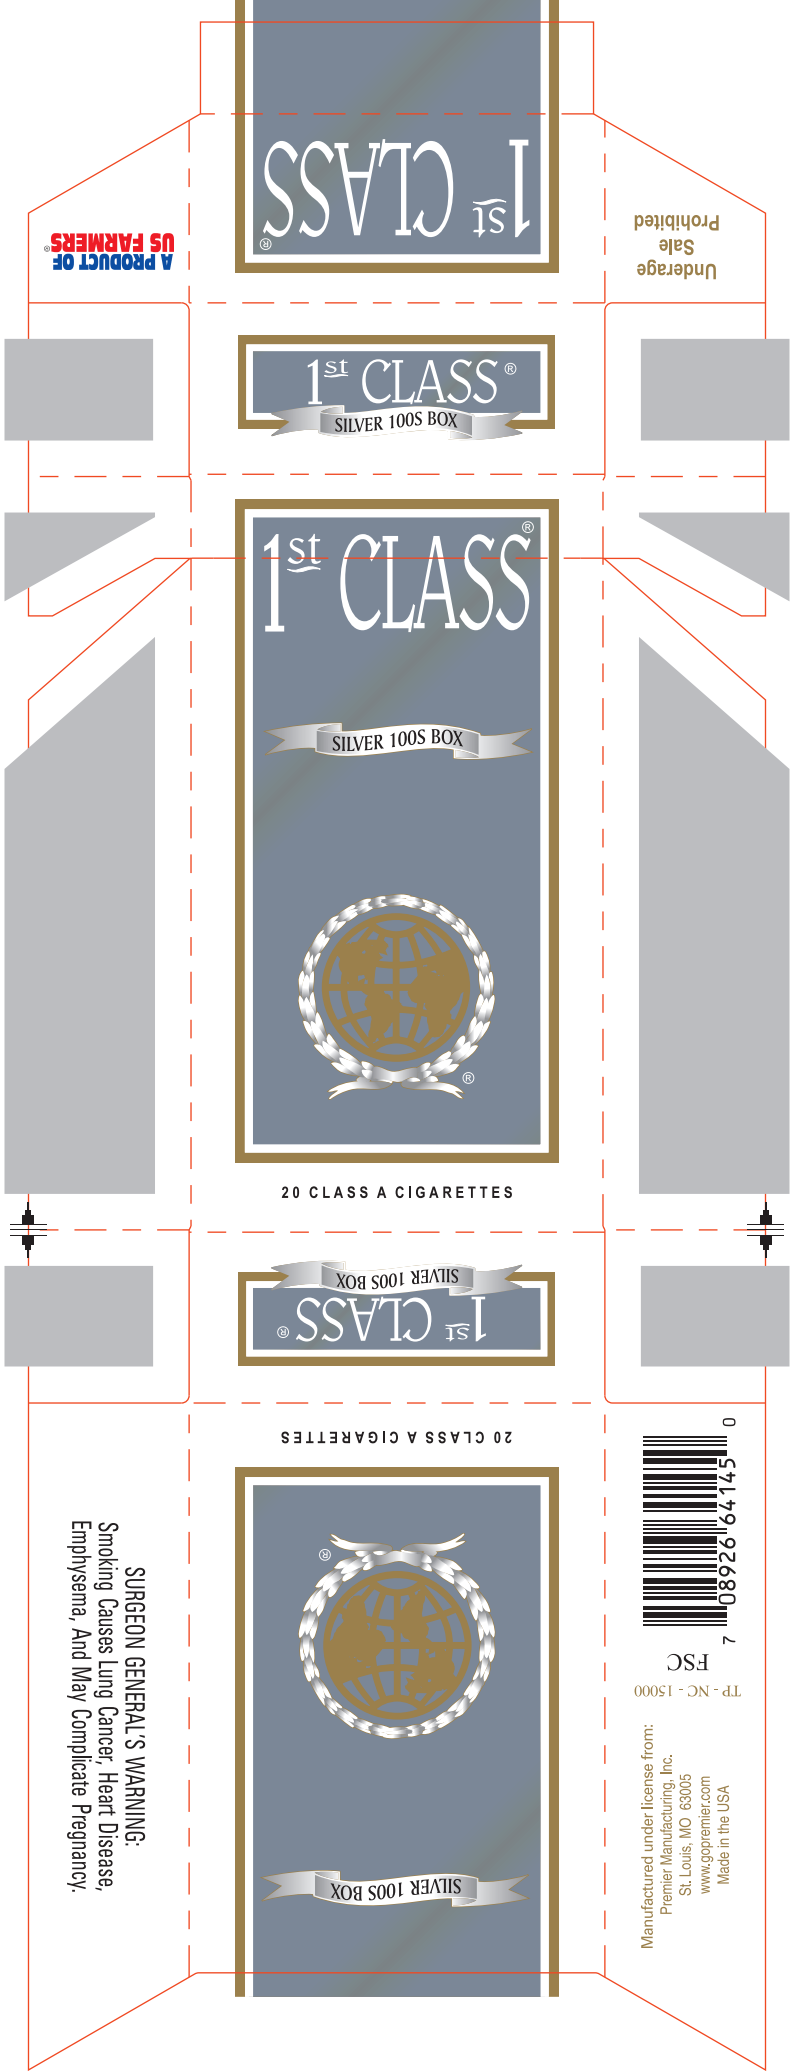 1st CLASS®
A PRODUCT OF
US FARMERS®
Underage
Sale
Prohibited
1st CLASS®
SILVER 100S BOX
1st CLASS®
SILVER 100S BOX
®
20 CLASS A CIGARETTES
SILVER 100S BOX
1st CLASS®
20 CLASS A CIGARETTES
®
SILVER 100S BOX
SURGEON GENERAL'S WARNING:
Smoking Causes Lung Cancer, Heart Disease,
Emphysema, And May Complicate Pregnancy.
7 08926 64145 0
FSC
TP - NC - 15000
Manufactured under license from:
Premier Manufacturing, Inc.
St. Louis, MO 63005
www.gopremier.com
Made in the USA